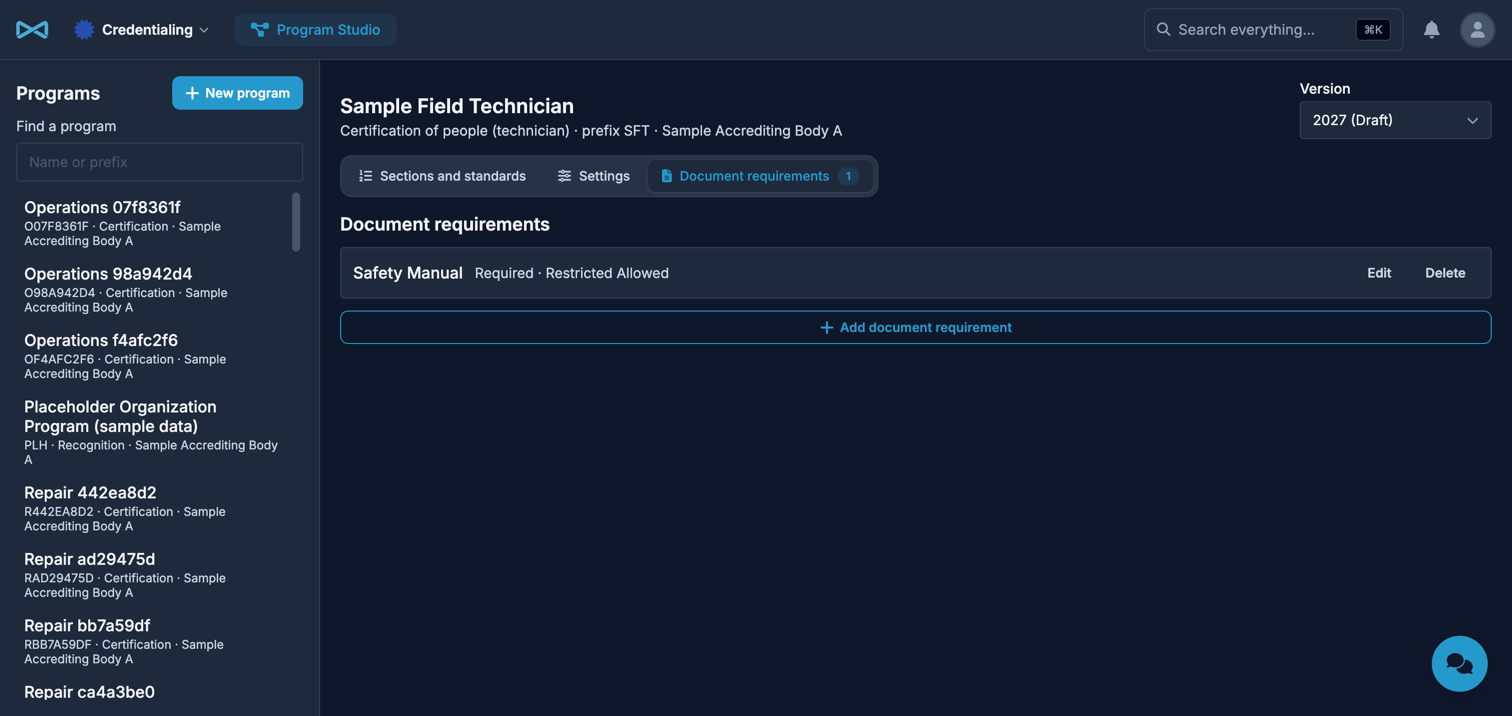 Credentialing
Program Studio
Search everything...
⌘K
Programs
New program
Find a program
Name or prefix
Operations 07f8361f
O07F8361F · Certification · Sample
Accrediting Body A
Operations 98a942d4
O98A942D4 · Certification · Sample
Accrediting Body A
Operations f4afc2f6
OF4AFC2F6 · Certification · Sample
Accrediting Body A
Placeholder Organization
Program (sample data)
PLH · Recognition · Sample Accrediting Body
A
Repair 442ea8d2
R442EA8D2 · Certification · Sample
Accrediting Body A
Repair ad29475d
RAD29475D · Certification · Sample
Accrediting Body A
Repair bb7a59df
RBB7A59DF · Certification · Sample
Accrediting Body A
Repair ca4a3be0
Sample Field Technician
Certification of people (technician) · prefix SFT · Sample Accrediting Body A
Version
2027 (Draft)
Sections and standards
Settings
Document requirements 1
Document requirements
Safety Manual Required · Restricted Allowed
Edit
Delete
Add document requirement